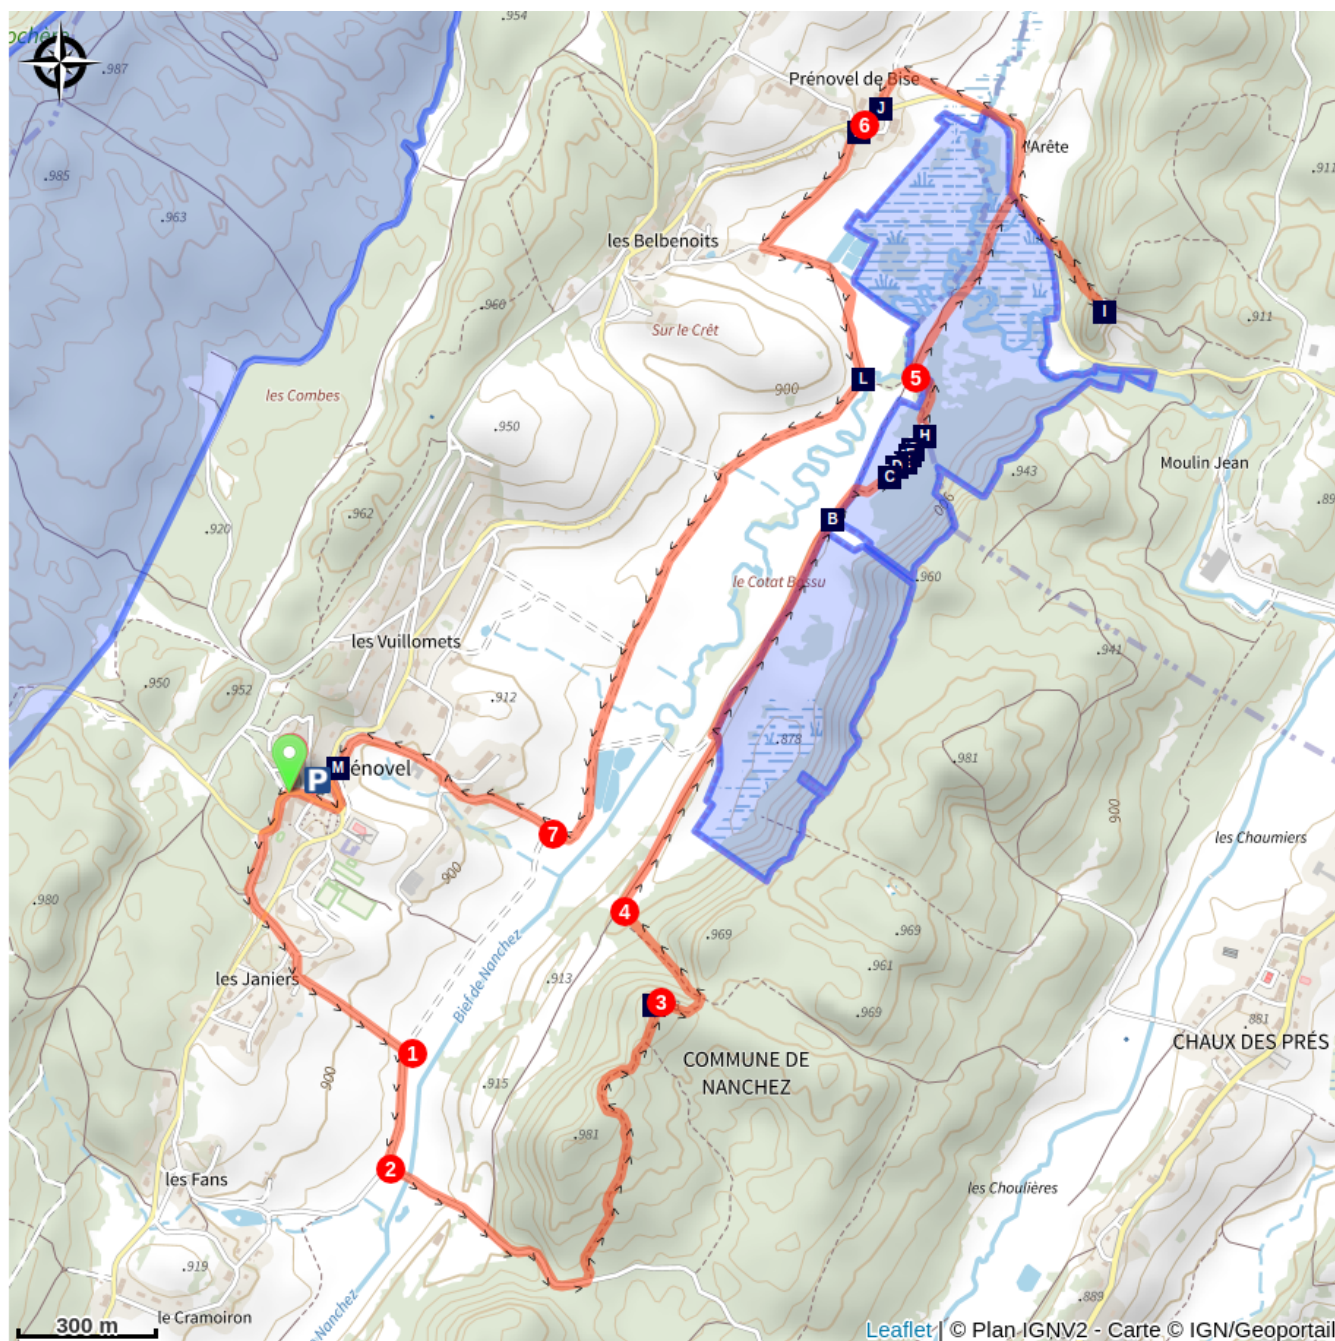 .954
.987
Prénovel de Bise
J
6
l'Arête
.911
.985
.963
les Belbenoits
I
.960
Sur le Crêt
.911
L
5
900
les Combes
.950
H
C
.943
Moulin Jean
.962
.920
B
le Cotat Bossu
.960
les Vuillomets
.941
.950
.952
.912
.878
.981
P
M
énovel
900
les Chaumiers
7
900
.980
4
.969
.969
Bief de Nanchez
.961
les Janiers
.913
3
.969
.881
1
CHAUX DES PRÉS
COMMUNE DE
NANCHEZ
900
.915
.981
2
les Fans
les Choulières
.919
.889
le Cramoiron
300 m
Leaflet | © Plan IGNV2 - Carte © IGN/Geoportail